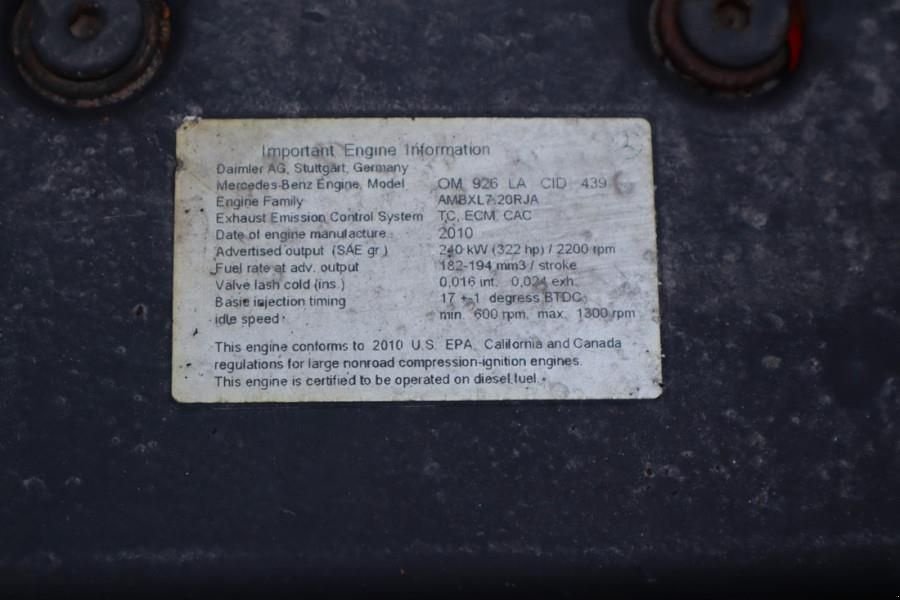 Important Engine Information
Daimler AG, Stuttgart, Germany
Mercedes-Benz Engine, Model OM 926 LA CID 439
Engine Family AMBXL7.20RJA
Exhaust Emission Control System TC, ECM, CAC
Date of engine manufacture 2010
Advertised output (SAE gr.) 240 kW (322 hp) / 2200 rpm
Fuel rate at adv. output 182-194 mm3 / stroke
Valve lash cold (ins.) 0,016 int. 0,024 exh.
Basic injection timing 17 +-1 degress BTDC
idle speed min. 600 rpm, max. 1300 rpm
This engine conforms to 2010 U.S. EPA, California and Canada
regulations for large nonroad compression-ignition engines.
This engine is certified to be operated on diesel fuel.